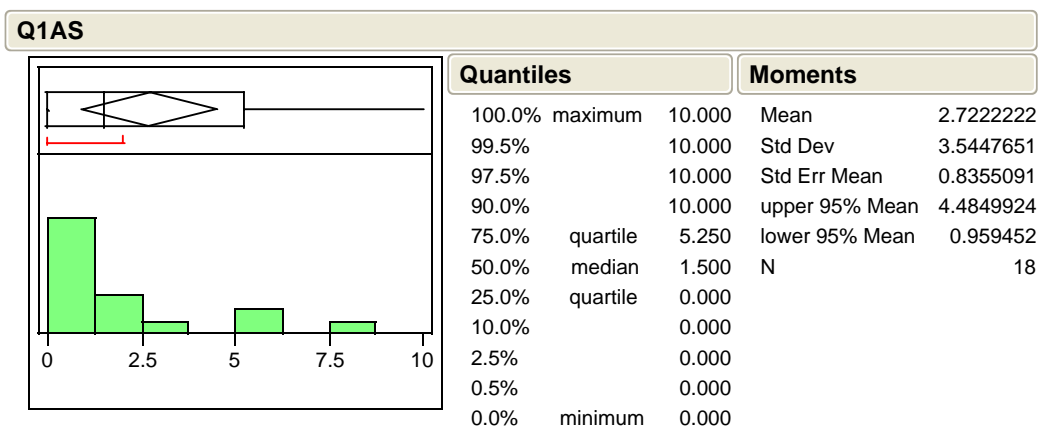 Q1AS
0 2.5 5 7.5 10
Quantiles
100.0% maximum 10.000
99.5% 10.000
97.5% 10.000
90.0% 10.000
75.0% quartile 5.250
50.0% median 1.500
25.0% quartile 0.000
10.0% 0.000
2.5% 0.000
0.5% 0.000
0.0% minimum 0.000
Moments
Mean 2.7222222
Std Dev 3.5447651
Std Err Mean 0.8355091
upper 95% Mean 4.4849924
lower 95% Mean 0.959452
N 18